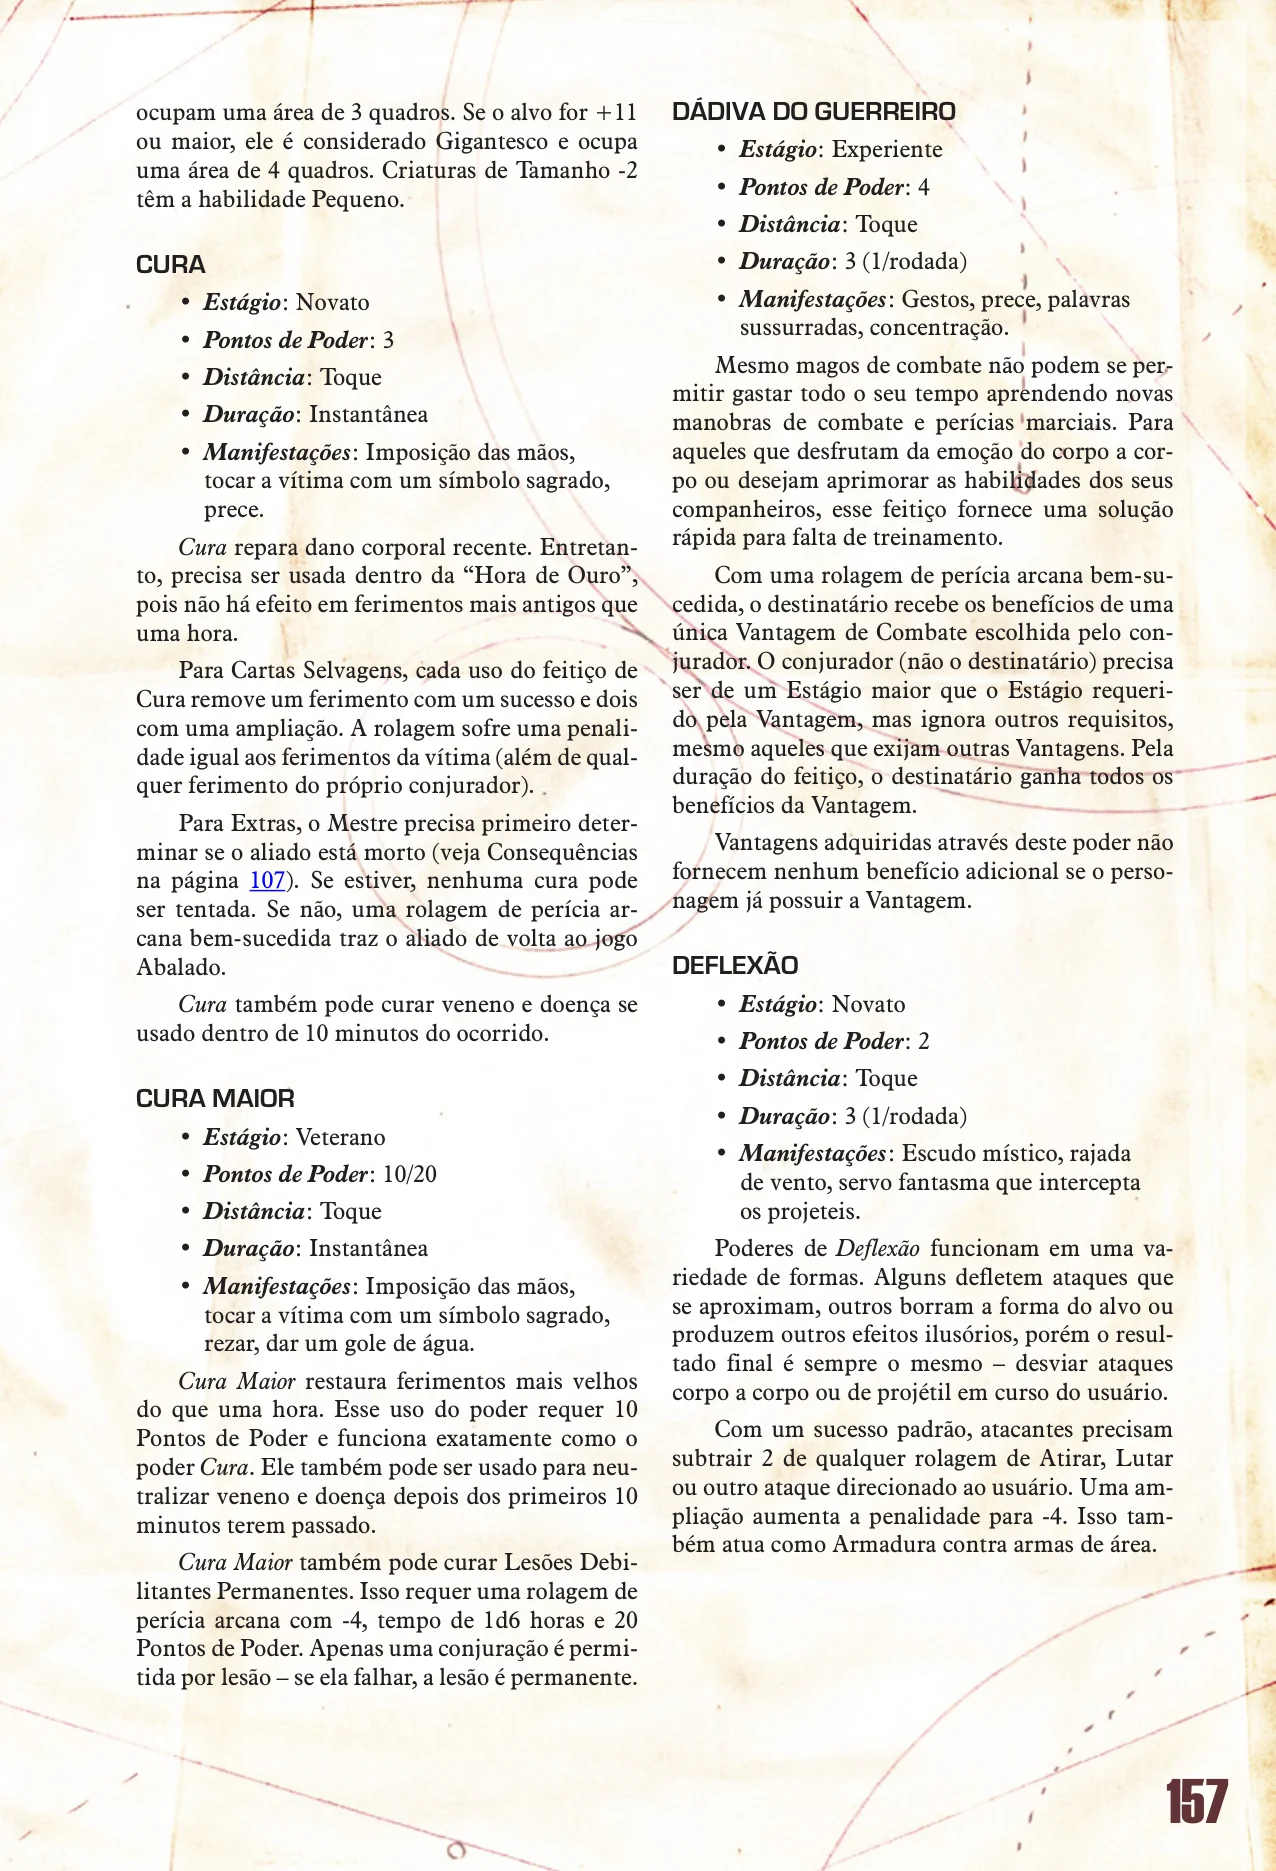 ocupam uma área de 3 quadros. Se o alvo for +11
ou maior, ele é considerado Gigantesco e ocupa
uma área de 4 quadros. Criaturas de Tamanho -2
têm a habilidade Pequeno.
CURA
• Estágio: Novato
• Pontos de Poder: 3
• Distância: Toque
• Duração: Instantânea
• Manifestações: Imposição das mãos,
tocar a vítima com um símbolo sagrado,
prece.
Cura repara dano corporal recente. Entretan-
to, precisa ser usada dentro da “Hora de Ouro”,
pois não há efeito em ferimentos mais antigos que
uma hora.
Para Cartas Selvagens, cada uso do feitiço de
Cura remove um ferimento com um sucesso e dois
com uma ampliação. A rolagem sofre uma penali-
dade igual aos ferimentos da vítima (além de qual-
quer ferimento do próprio conjurador).
Para Extras, o Mestre precisa primeiro deter-
minar se o aliado está morto (veja Consequências
na página 107). Se estiver, nenhuma cura pode
ser tentada. Se não, uma rolagem de perícia ar-
cana bem-sucedida traz o aliado de volta ao jogo
Abalado.
Cura também pode curar veneno e doença se
usado dentro de 10 minutos do ocorrido.
CURA MAIOR
• Estágio: Veterano
• Pontos de Poder: 10/20
• Distância: Toque
• Duração: Instantânea
• Manifestações: Imposição das mãos,
tocar a vítima com um símbolo sagrado,
rezar, dar um gole de água.
Cura Maior restaura ferimentos mais velhos
do que uma hora. Esse uso do poder requer 10
Pontos de Poder e funciona exatamente como o
poder Cura. Ele também pode ser usado para neu-
tralizar veneno e doença depois dos primeiros 10
minutos terem passado.
Cura Maior também pode curar Lesões Debi-
litantes Permanentes. Isso requer uma rolagem de
perícia arcana com -4, tempo de 1d6 horas e 20
Pontos de Poder. Apenas uma conjuração é permi-
tida por lesão – se ela falhar, a lesão é permanente.
DÁDIVA DO GUERREIRO
• Estágio: Experiente
• Pontos de Poder: 4
• Distância: Toque
• Duração: 3 (1/rodada)
• Manifestações: Gestos, prece, palavras
sussurradas, concentração.
Mesmo magos de combate não podem se per-
mitir gastar todo o seu tempo aprendendo novas
manobras de combate e perícias marciais. Para
aqueles que desfrutam da emoção do corpo a cor-
po ou desejam aprimorar as habilidades dos seus
companheiros, esse feitiço fornece uma solução
rápida para falta de treinamento.
Com uma rolagem de perícia arcana bem-su-
cedida, o destinatário recebe os benefícios de uma
única Vantagem de Combate escolhida pelo con-
jurador. O conjurador (não o destinatário) precisa
ser de um Estágio maior que o Estágio requeri-
do pela Vantagem, mas ignora outros requisitos,
mesmo aqueles que exijam outras Vantagens. Pela
duração do feitiço, o destinatário ganha todos os
benefícios da Vantagem.
Vantagens adquiridas através deste poder não
fornecem nenhum benefício adicional se o perso-
nagem já possuir a Vantagem.
DEFLEXÃO
• Estágio: Novato
• Pontos de Poder: 2
• Distância: Toque
• Duração: 3 (1/rodada)
• Manifestações: Escudo místico, rajada
de vento, servo fantasma que intercepta
os projeteis.
Poderes de Deflexão funcionam em uma va-
riedade de formas. Alguns defletem ataques que
se aproximam, outros borram a forma do alvo ou
produzem outros efeitos ilusórios, porém o resul-
tado final é sempre o mesmo – desviar ataques
corpo a corpo ou de projétil em curso do usuário.
Com um sucesso padrão, atacantes precisam
subtrair 2 de qualquer rolagem de Atirar, Lutar
ou outro ataque direcionado ao usuário. Uma am-
pliação aumenta a penalidade para -4. Isso tam-
bém atua como Armadura contra armas de área.
157